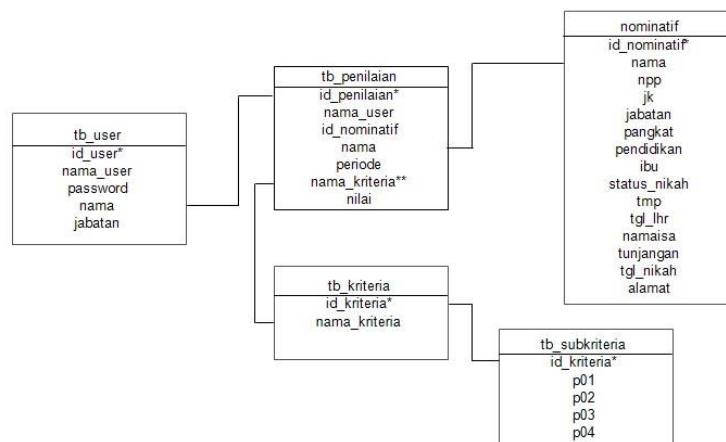 nominatif
id_nominatif*
nama
npp
jk
jabatan
pangkat
pendidikan
ibu
status_nikah
tmp
tgl_lhr
namaisa
tunjangan
tgl_nikah
alamat
tb_penilaian
id_penilaian*
nama_user
id_nominatif
nama
periode
nama_kriteria**
nilai
tb_user
id_user*
nama_user
password
nama
jabatan
tb_kriteria
id_kriteria*
nama_kriteria
tb_subkriteria
id_kriteria*
p01
p02
p03
p04